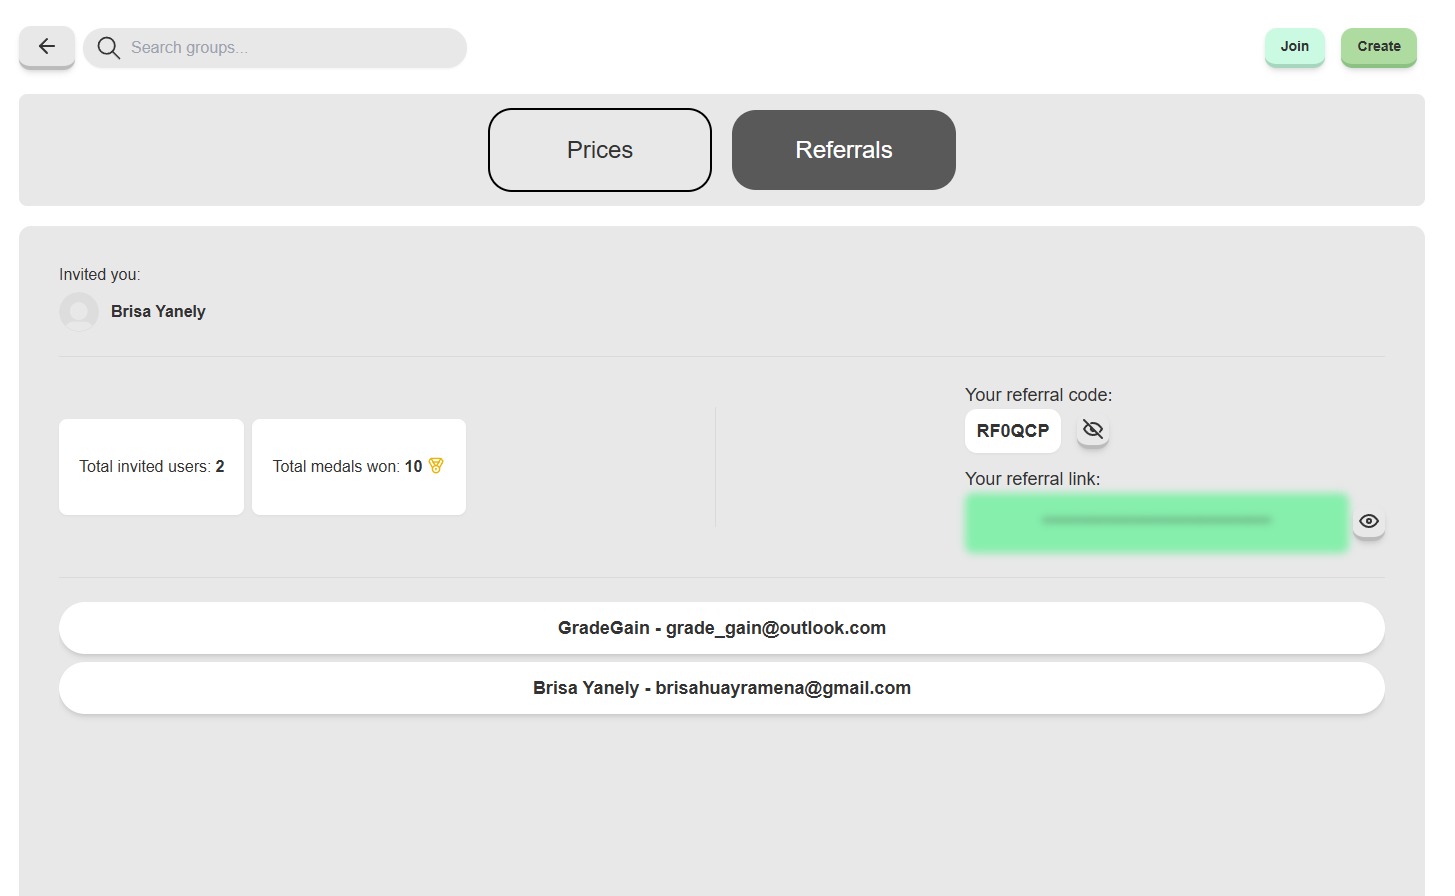 Search groups...
Join
Create
Prices
Referrals
Invited you:
Brisa Yanely
Total invited users: 2
Total medals won: 10
Your referral code:
RF0QCP
Your referral link:
GradeGain - grade_gain@outlook.com
Brisa Yanely - brisahuayramena@gmail.com